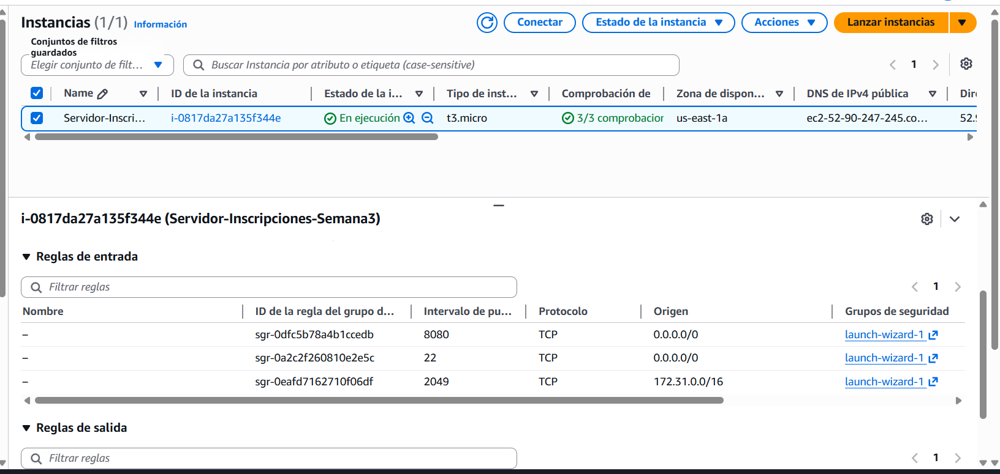 Instancias (1/1) Información
Conectar
Estado de la instancia
Acciones
Lanzar instancias
Conjuntos de filtros
guardados
Elegir conjunto de filt...
Buscar Instancia por atributo o etiqueta (case-sensitive)
1
Name ID de la instancia Estado de la i... Tipo de inst... Comprobación de Zona de dispon... DNS de IPv4 pública Dire
Servidor-Inscri... i-0817da27a135f344e En ejecución t3.micro 3/3 comprobacion us-east-1a ec2-52-90-247-245.co... 52.9
i-0817da27a135f344e (Servidor-Inscripciones-Semana3)
Reglas de entrada
Filtrar reglas
1
Nombre ID de la regla del grupo d... Intervalo de pu... Protocolo Origen Grupos de seguridad
– sgr-0dfc5b78a4b1ccedb 8080 TCP 0.0.0.0/0 launch-wizard-1
– sgr-0a2c2f260810e2e5c 22 TCP 0.0.0.0/0 launch-wizard-1
– sgr-0eafd7162710f06df 2049 TCP 172.31.0.0/16 launch-wizard-1
Reglas de salida
Filtrar reglas
1